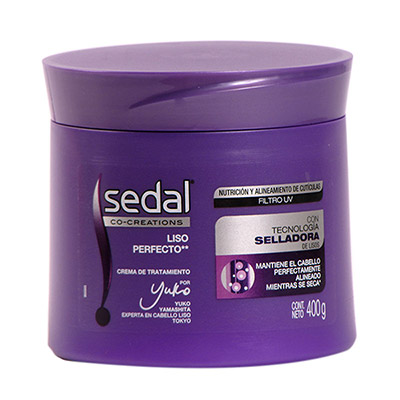 sedal
CO-CREATIONS
LISO
PERFECTO**
CREMA DE TRATAMIENTO
POR
yuko
YUKO
YAMASHITA
EXPERTA EN CABELLO LISO
TOKYO
NUTRICIÓN Y ALINEAMIENTO DE CUTÍCULAS
FILTRO UV
CON
TECNOLOGÍA
SELLADORA
DE LISOS
MANTIENE EL CABELLO
PERFECTAMENTE
ALINEADO
MIENTRAS SE SECA*
CONT.
NETO 400g